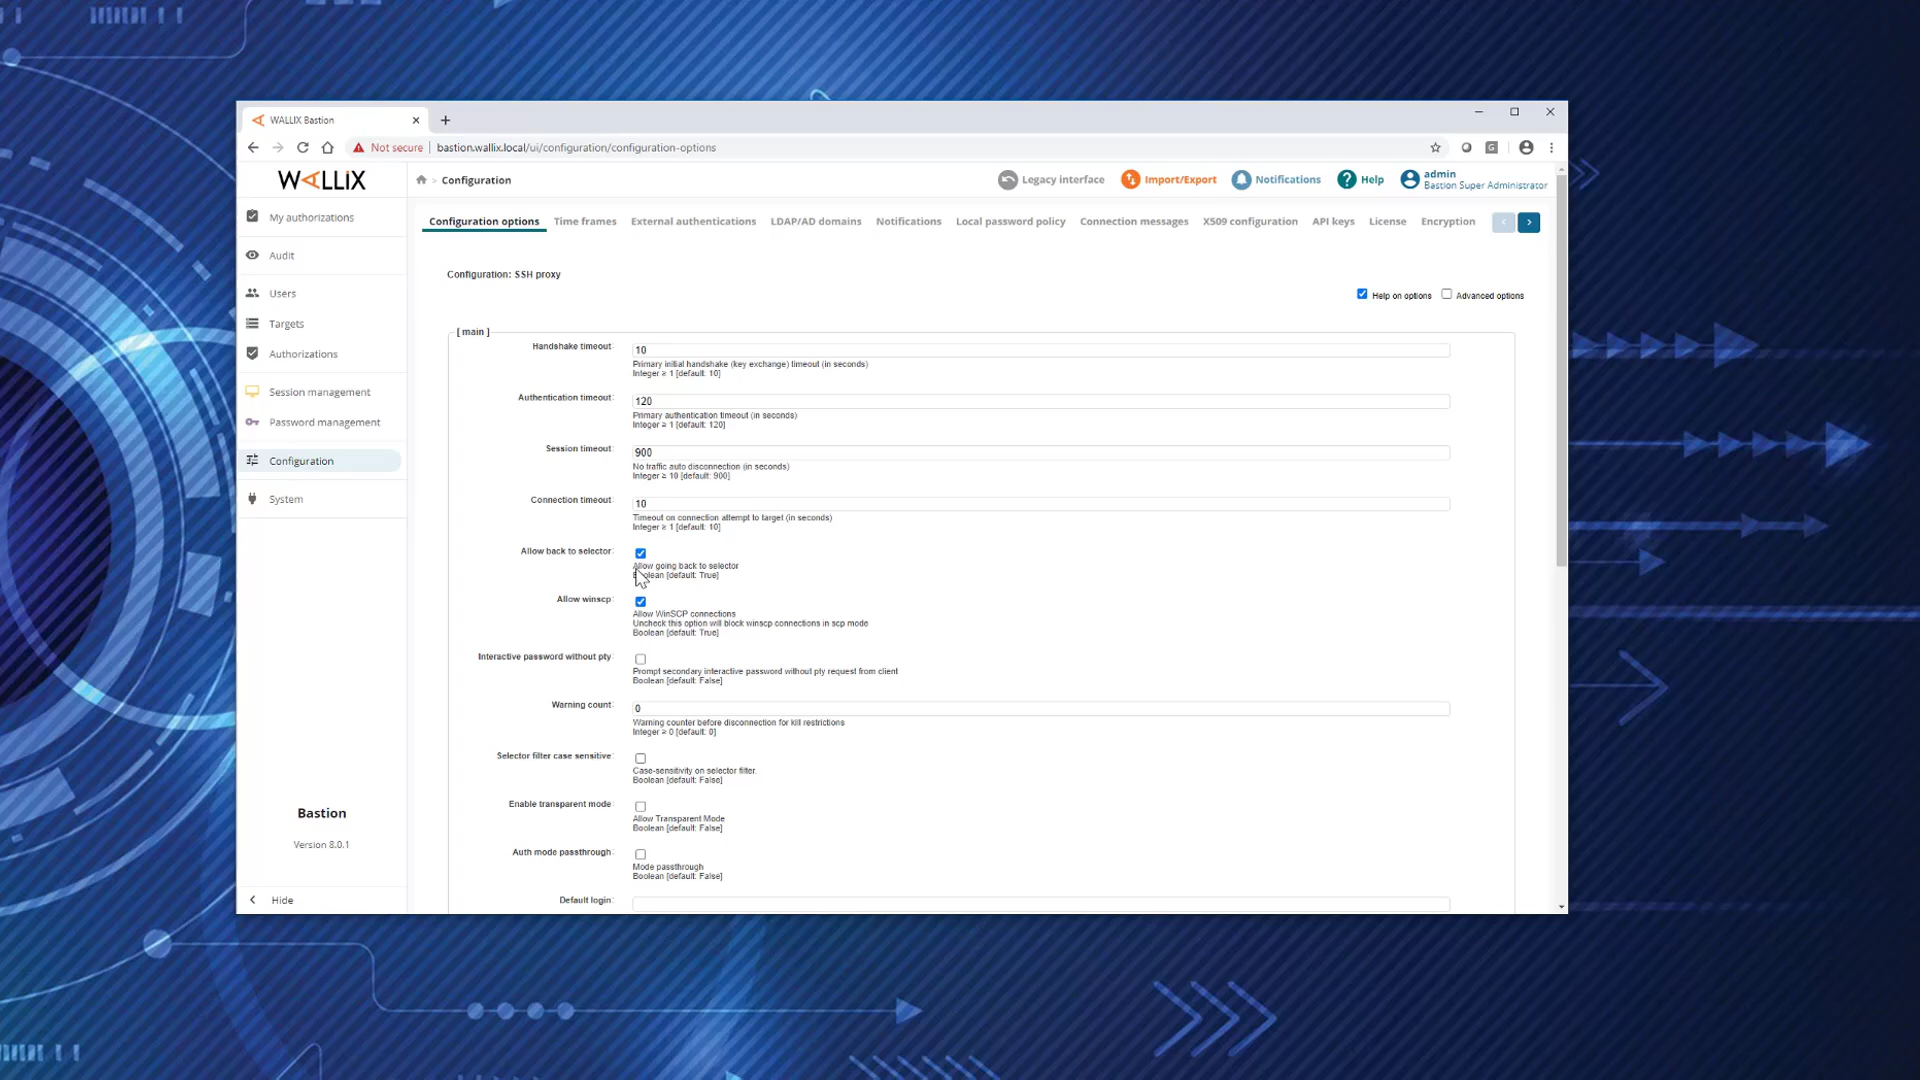 WALLIX Bastion
Not secure
bastion.wallix.local/ui/configuration/configuration-options
WALLIX
Configuration
Legacy interface
Import/Export
Notifications
Help
admin
Bastion Super Administrator
My authorizations
Audit
Users
Targets
Authorizations
Session management
Password management
Configuration
System
Bastion
Version 8.0.1
Hide
Configuration options
Time frames
External authentications
LDAP/AD domains
Notifications
Local password policy
Connection messages
X509 configuration
API keys
License
Encryption
Configuration: SSH proxy
Help on options
Advanced options
[ main ]
Handshake timeout:
10
Primary initial handshake (key exchange) timeout (in seconds)
Integer ≥ 1 [default: 10]
Authentication timeout:
120
Primary authentication timeout (in seconds)
Integer ≥ 1 [default: 120]
Session timeout:
900
No traffic auto disconnection (in seconds)
Integer ≥ 10 [default: 900]
Connection timeout:
10
Timeout on connection attempt to target (in seconds)
Integer ≥ 1 [default: 10]
Allow back to selector:
Allow going back to selector
Boolean [default: True]
Allow winscp:
Allow WinSCP connections
Uncheck this option will block winscp connections in scp mode
Boolean [default: True]
Interactive password without pty:
Prompt secondary interactive password without pty request from client
Boolean [default: False]
Warning count:
0
Warning counter before disconnection for kill restrictions
Integer ≥ 0 [default: 0]
Selector filter case sensitive:
Case-sensitivity on selector filter.
Boolean [default: False]
Enable transparent mode:
Allow Transparent Mode
Boolean [default: False]
Auth mode passthrough:
Mode passthrough
Boolean [default: False]
Default login: